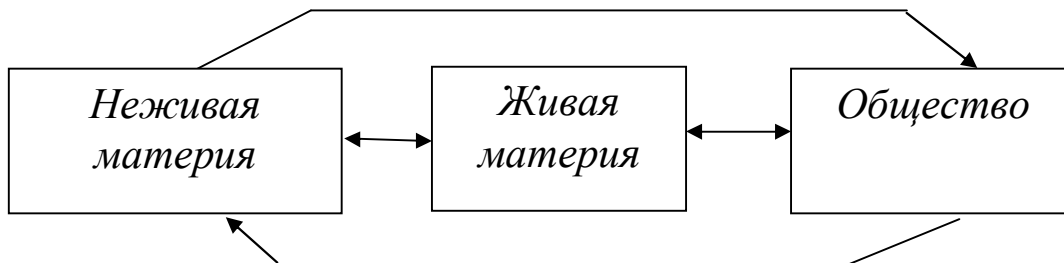 Неживая
материя
Живая
материя
Общество